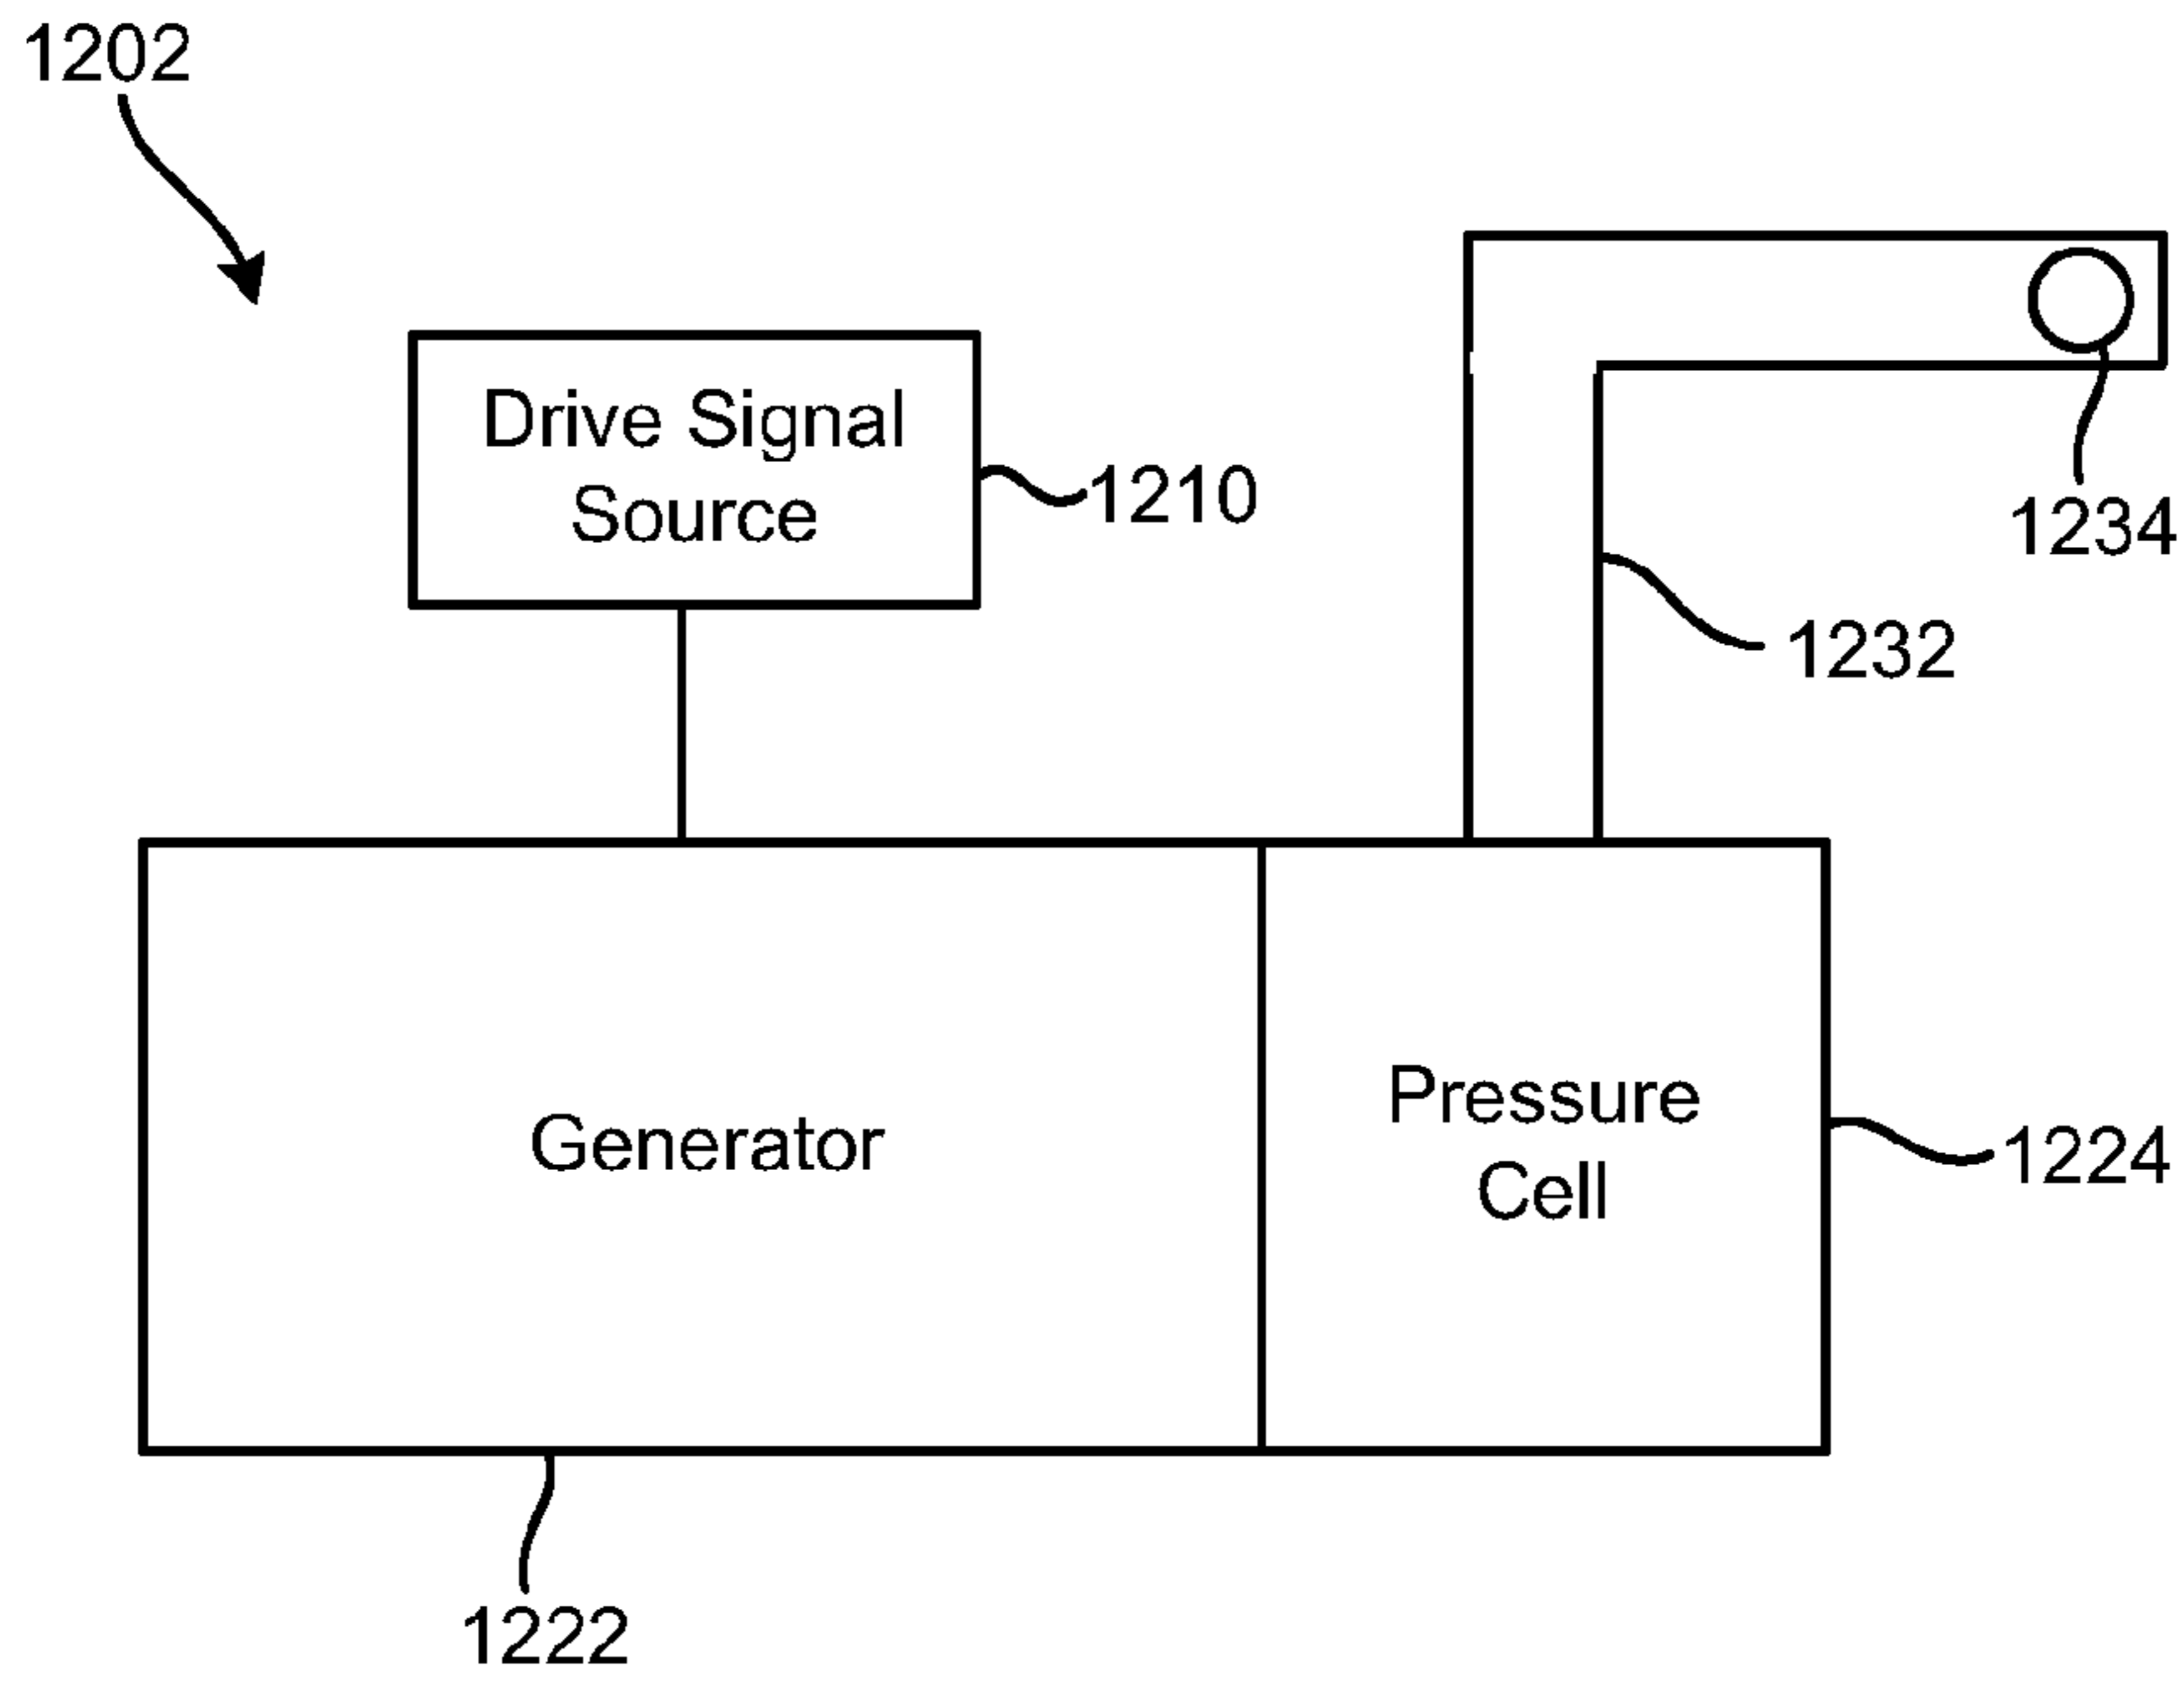 1202
Drive Signal
Source
1210
1234
1232
Generator
Pressure
Cell
1224
1222